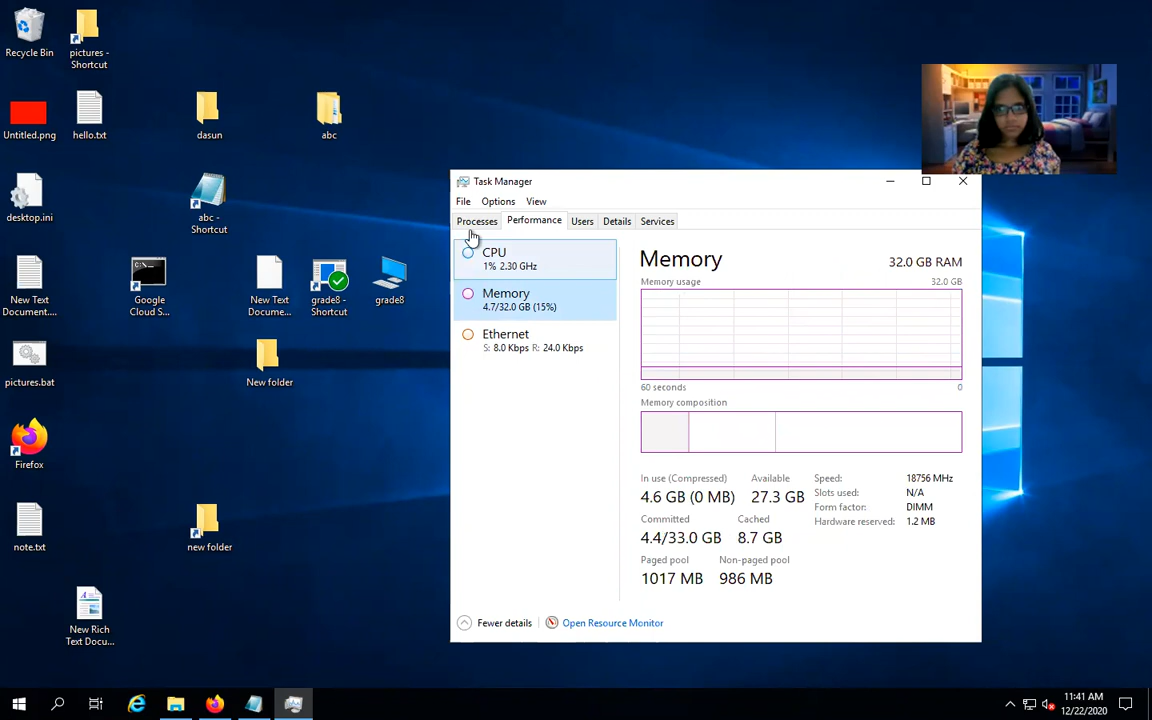 Recycle Bin
pictures -
Shortcut
Untitled.png
hello.txt
dasun
abc
desktop.ini
abc -
Shortcut
New Text
Document....
Google
Cloud S...
New Text
Docume...
grade8 -
Shortcut
grade8
pictures.bat
New folder
Firefox
note.txt
new folder
New Rich
Text Docu...
Task Manager
File Options View
Processes Performance Users Details Services
CPU
1% 2.30 GHz
Memory
4.7/32.0 GB (15%)
Ethernet
S: 8.0 Kbps R: 24.0 Kbps
Memory 32.0 GB RAM
Memory usage 32.0 GB
60 seconds 0
Memory composition
In use (Compressed) Available
4.6 GB (0 MB) 27.3 GB
Committed Cached
4.4/33.0 GB 8.7 GB
Paged pool Non-paged pool
1017 MB 986 MB
Speed: 18756 MHz
Slots used: N/A
Form factor: DIMM
Hardware reserved: 1.2 MB
Fewer details Open Resource Monitor
11:41 AM
12/22/2020